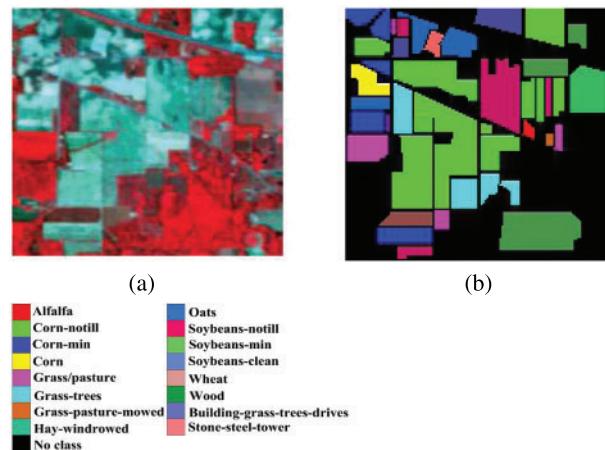 (a)
(b)
Alfalfa
Corn-notill
Corn-min
Corn
Grass/pasture
Grass-trees
Grass-pasture-mowed
Hay-windrowed
No class
Oats
Soybeans-notill
Soybeans-min
Soybeans-clean
Wheat
Wood
Building-grass-trees-drives
Stone-steel-tower